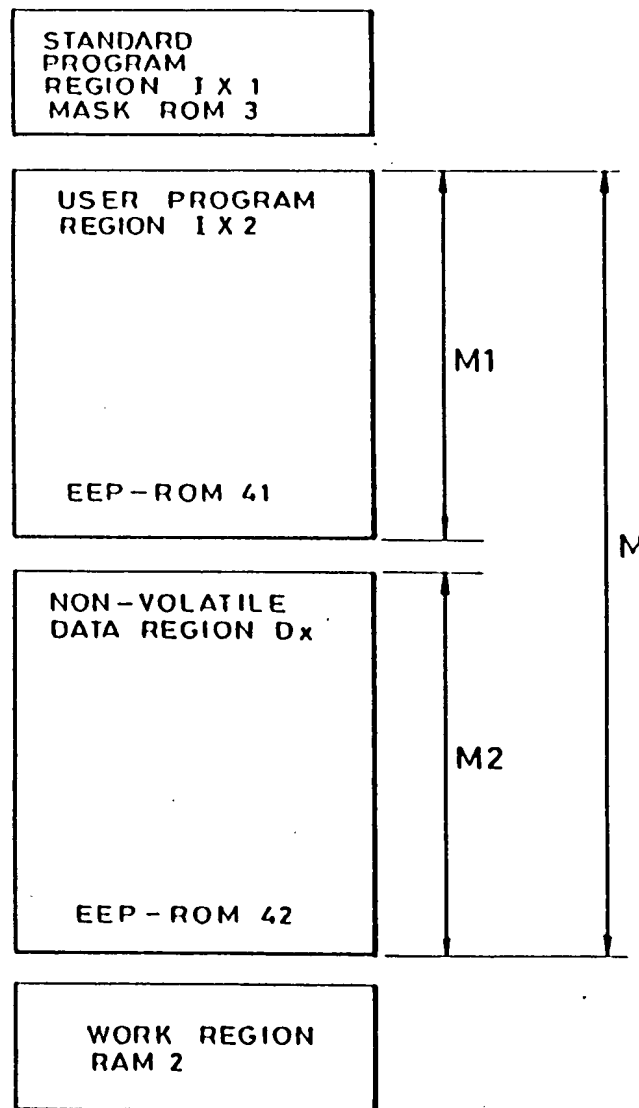 STANDARD
PROGRAM
REGION IX1
MASK ROM 3
USER PROGRAM
REGION IX2
EEP-ROM 41
M1
M
NON-VOLATILE
DATA REGION Dx
EEP-ROM 42
M2
WORK REGION
RAM 2